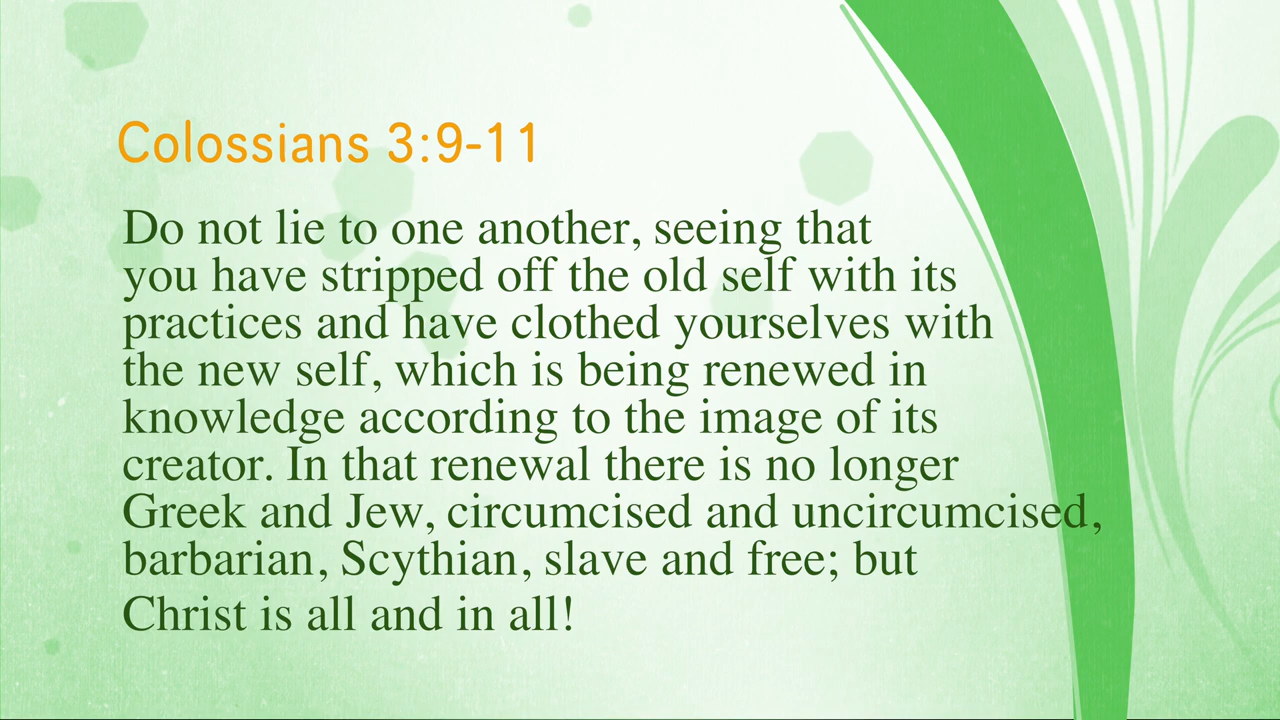 Colossians 3:9-11
Do not lie to one another, seeing that
you have stripped off the old self with its
practices and have clothed yourselves with
the new self, which is being renewed in
knowledge according to the image of its
creator. In that renewal there is no longer
Greek and Jew, circumcised and uncircumcised,
barbarian, Scythian, slave and free; but
Christ is all and in all!